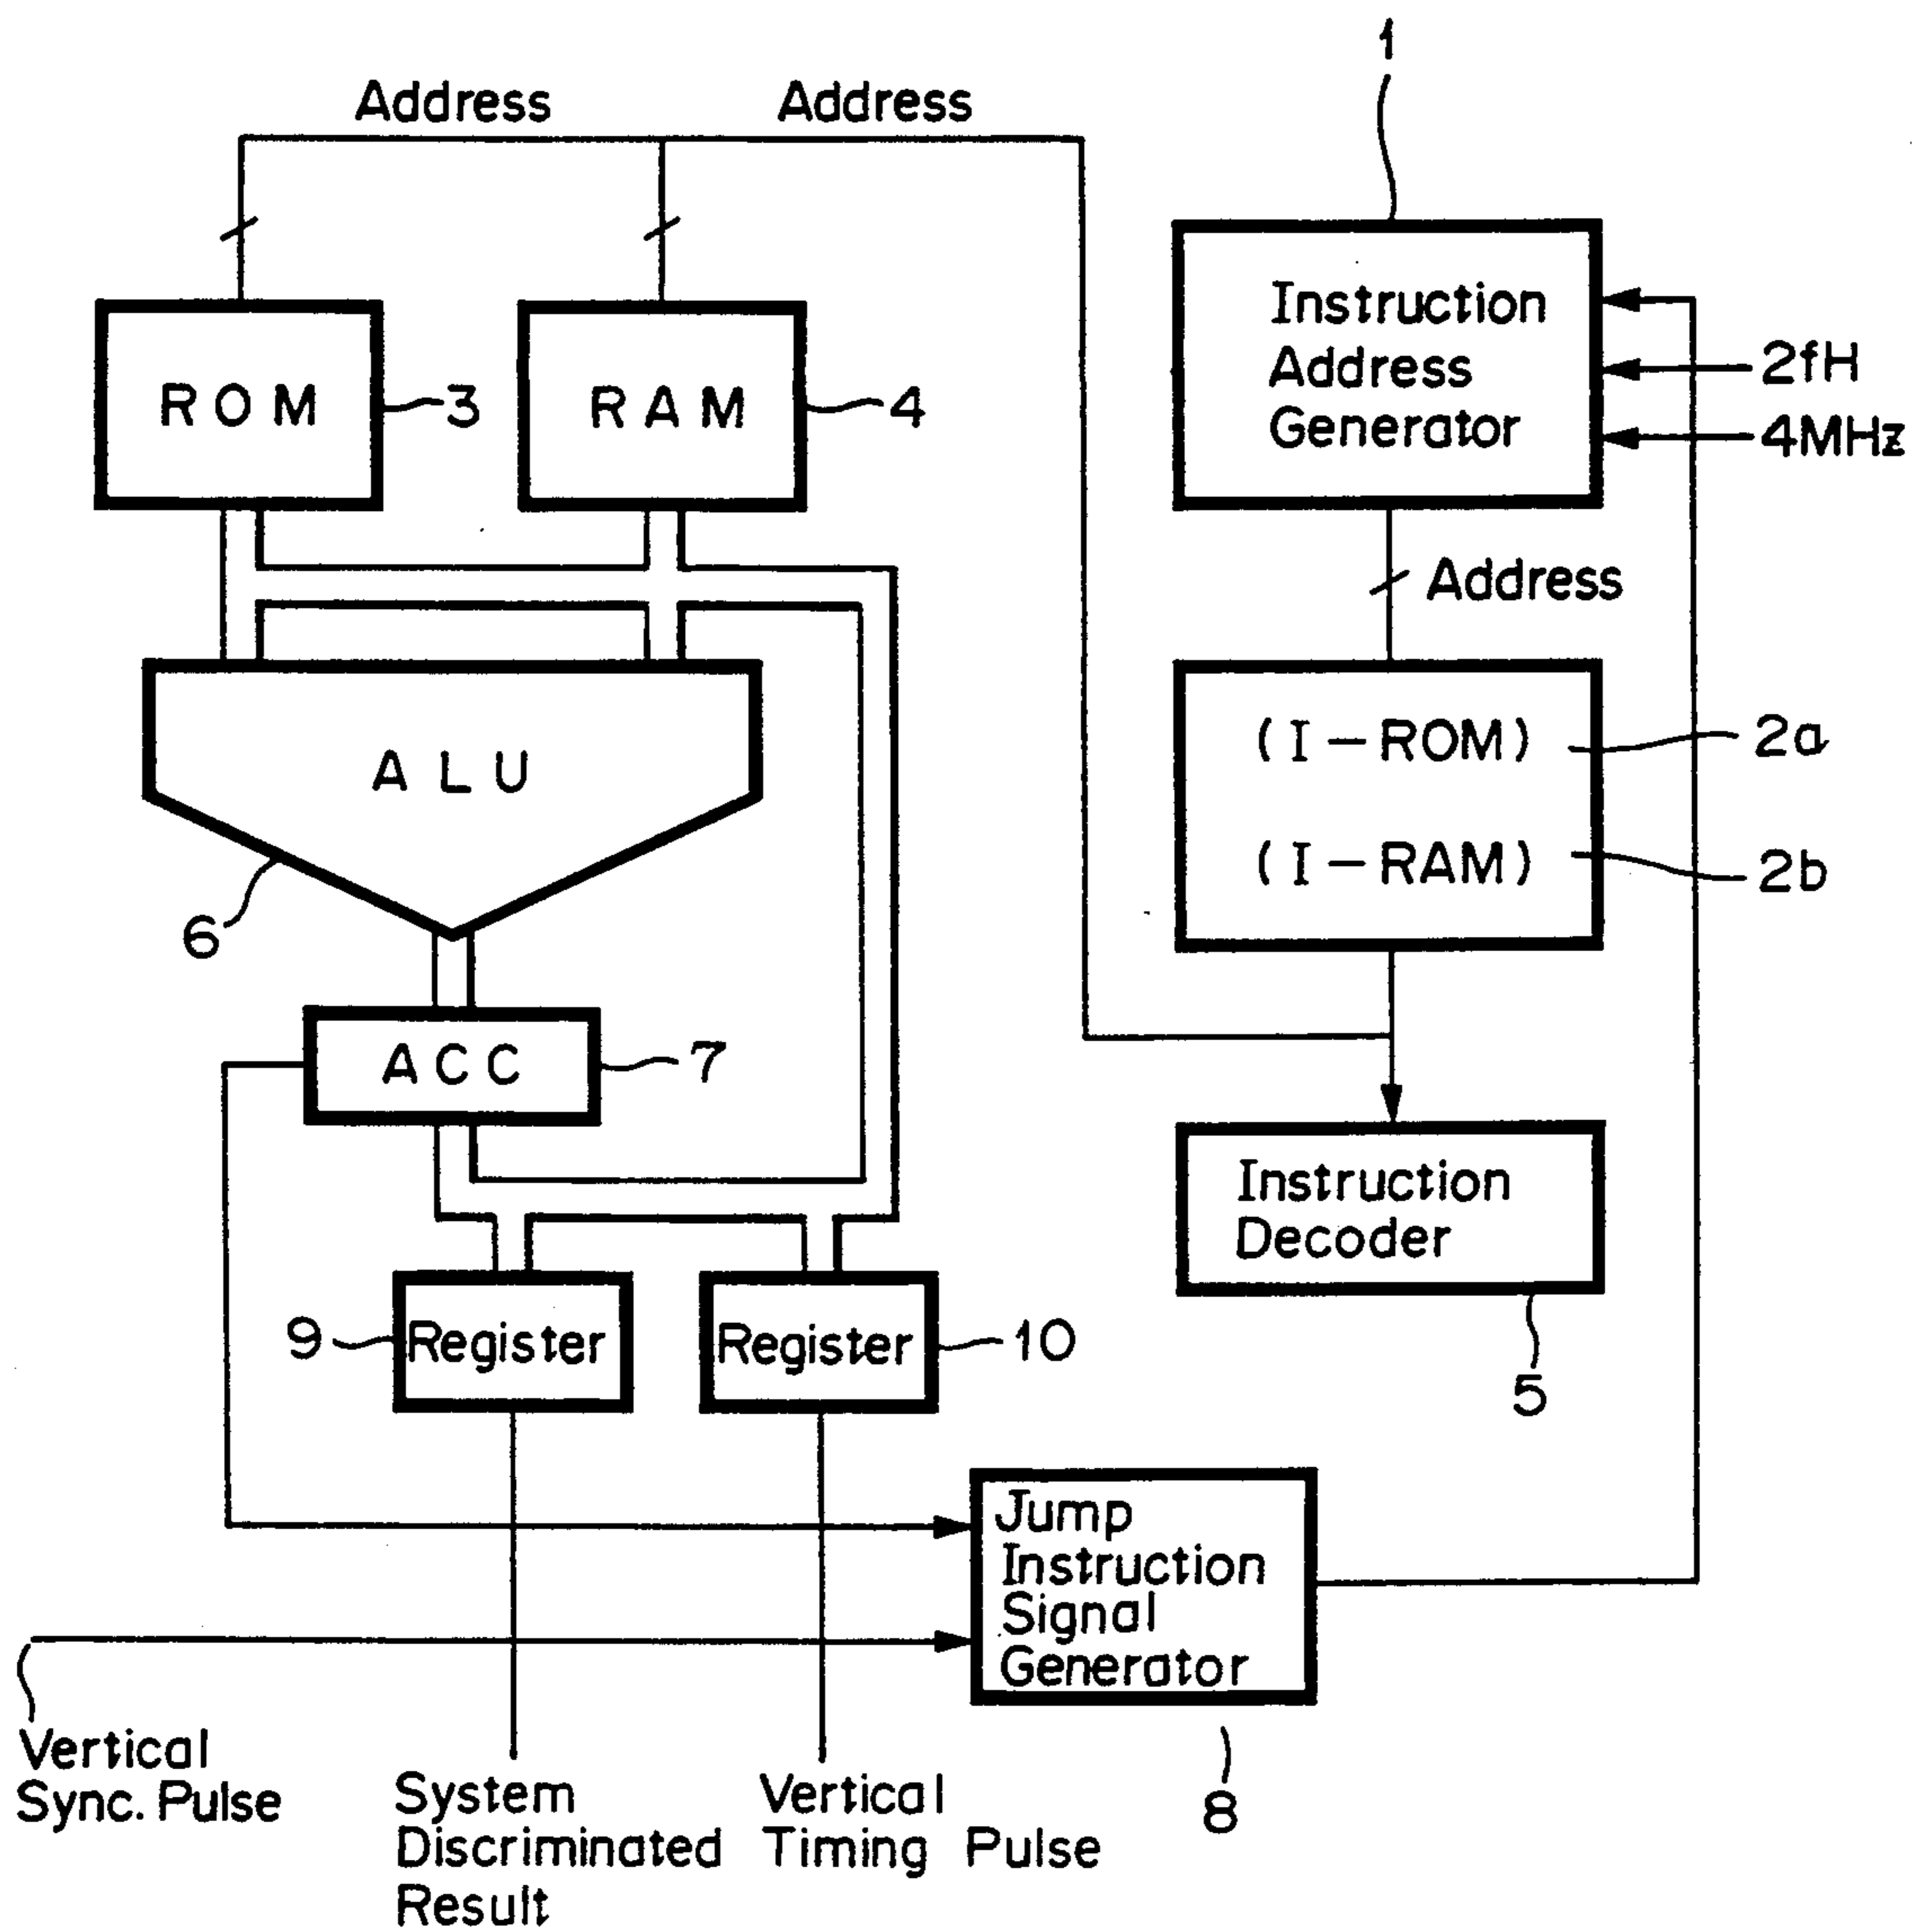 1
Address
Address
Instruction
Address
Generator
2fH
4MHz
ROM
3
RAM
4
Address
(I-ROM)
2a
(I-RAM)
2b
ALU
6
ACC
7
Instruction
Decoder
5
9
Register
Register
10
Jump
Instruction
Signal
Generator
8
Vertical
Sync. Pulse
System
Discriminated
Result
Vertical
Timing Pulse